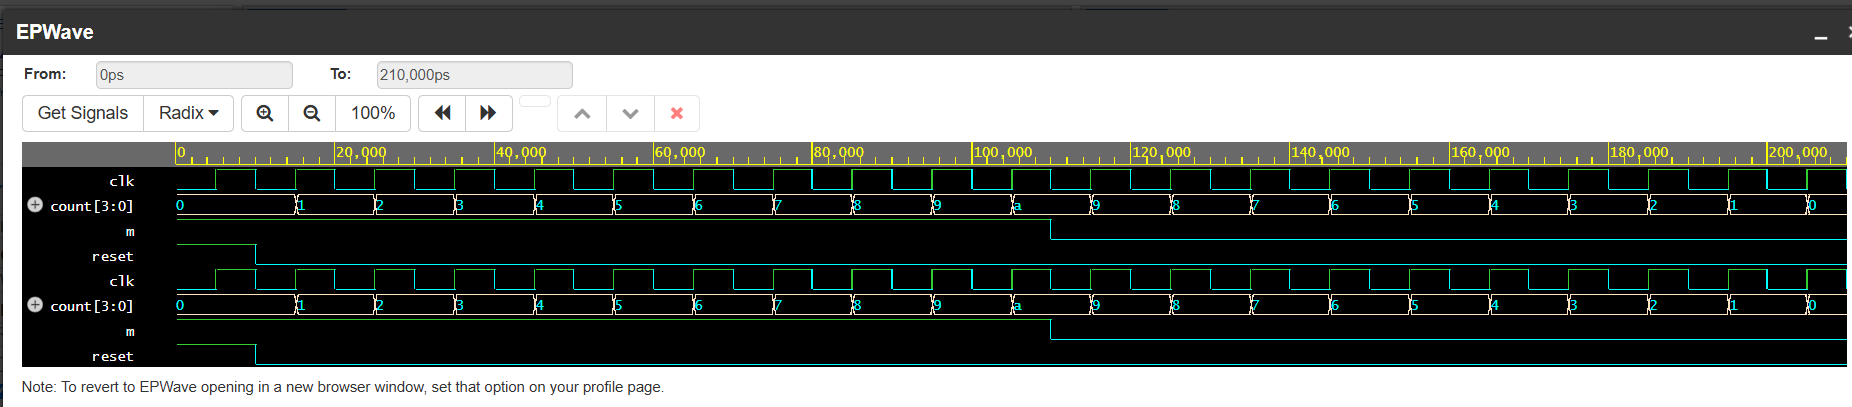 EPWave
From: 0ps To: 210,000ps
Get Signals Radix 100%
0 20,000 40,000 60,000 80,000 100,000 120,000 140,000 160,000 180,000 200,000
clk
count[3:0] 0 1 2 3 4 5 6 7 8 9 a 9 8 7 6 5 4 3 2 1 0
m
reset
clk
count[3:0] 0 1 2 3 4 5 6 7 8 9 a 9 8 7 6 5 4 3 2 1 0
m
reset
Note: To revert to EPWave opening in a new browser window, set that option on your profile page.